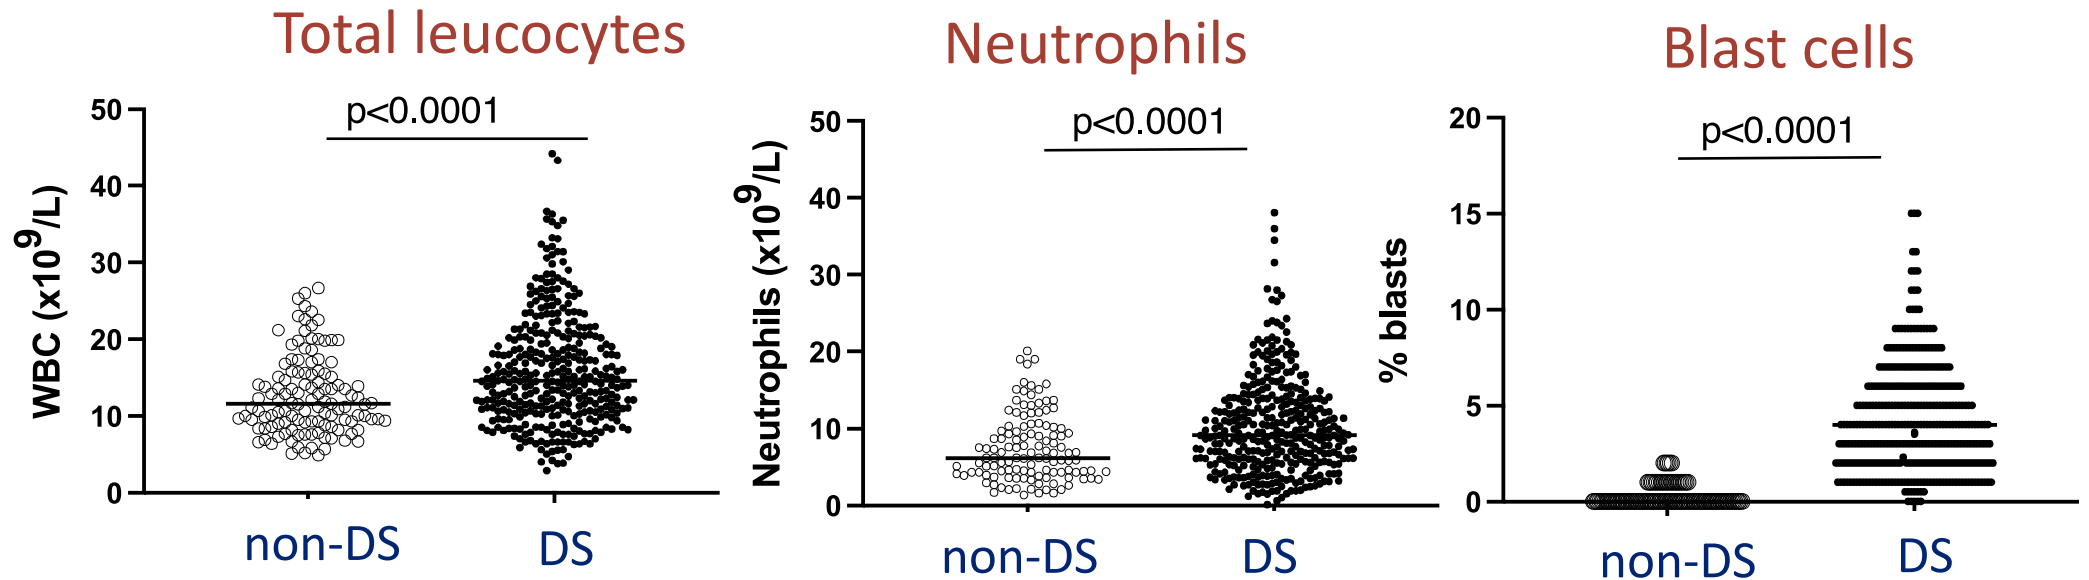 Total leucocytes
p<0.0001
WBC (x10⁹/L)
50
40
30
20
10
0
non-DS
DS
Neutrophils
p<0.0001
Neutrophils (x10⁹/L)
50
40
30
20
10
0
non-DS
DS
Blast cells
p<0.0001
% blasts
20
15
10
5
0
non-DS
DS